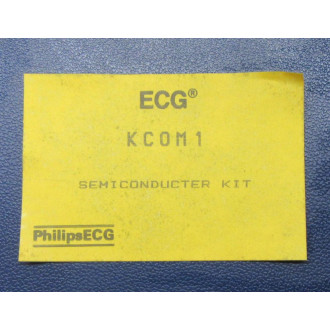 ECG®
KCOM1
SEMICONDUCTER KIT
PhilipsECG